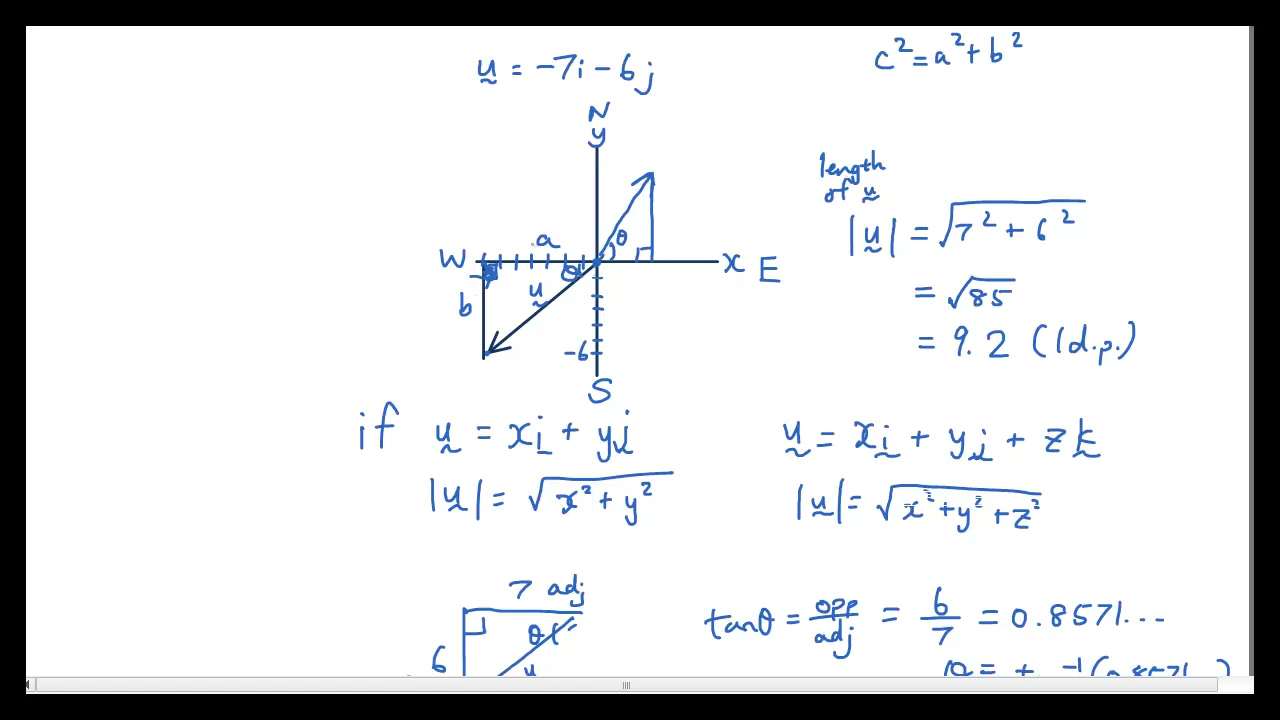 u = -7i - 6j
c² = a² + b²
N
y
length
of u
|u| = √(7² + 6²)
a
θ
W
x E
θ
b
u
= √85
-6
= 9.2 (1d.p.)
S
if u = xi + yj
u = xi + yj + zk
|u| = √(x² + y²)
|u| = √(x² + y² + z²)
7 adj
θ
tanθ = opp/adj = 6/7 = 0.8571...
6
u